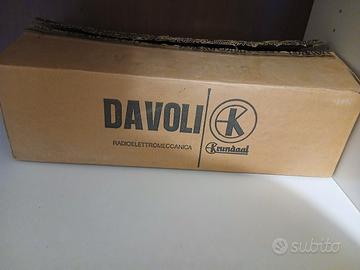 DAVOLI
K
RADIOELETTROMECCANICA
Krundaal
subito